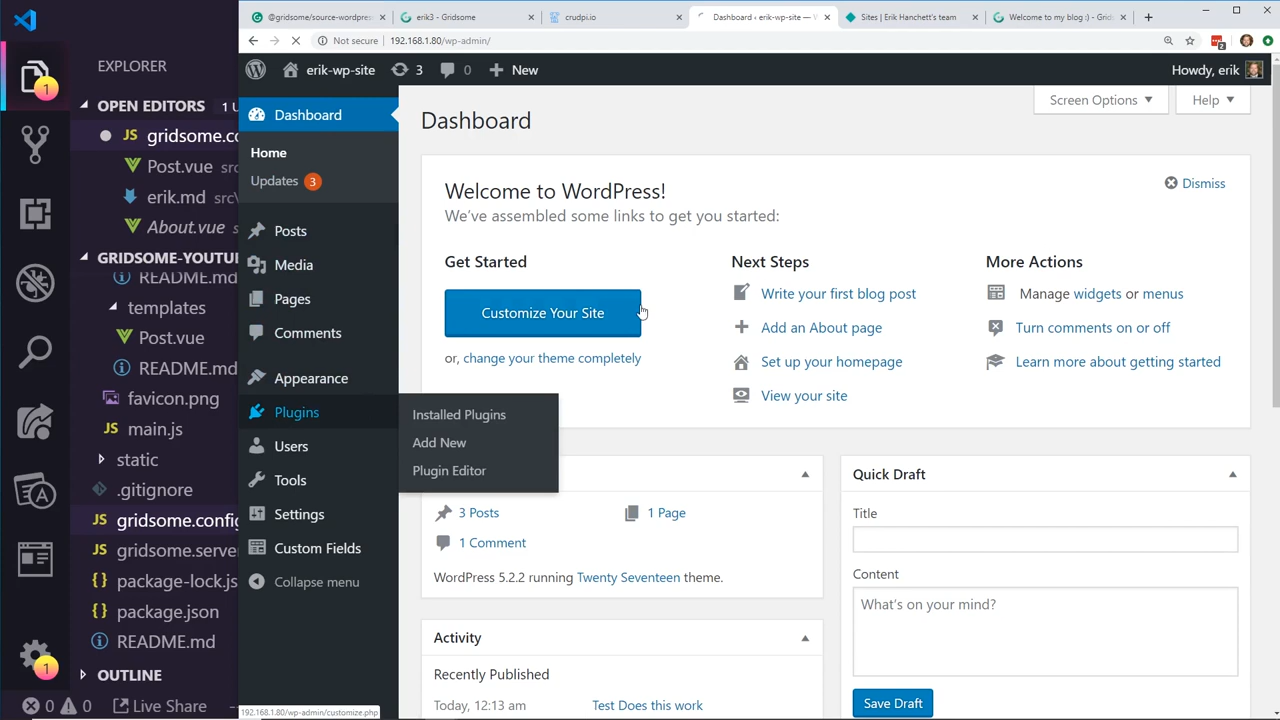 @gridsome/source-wordpres
erik3 - Gridsome
crudpi.io
Dashboard ‹ erik-wp-site — W
Sites | Erik Hanchett's team
Welcome to my blog :) - Grids
Not secure
192.168.1.80/wp-admin/
2
EXPLORER
1
OPEN EDITORS
1 U
JS gridsome.co
Post.vue src
erik.md src\
About.vue s
GRIDSOME-YOUTU
README.md
templates
Post.vue
README.md
favicon.png
main.js
static
.gitignore
JS gridsome.config
JS gridsome.serve
{} package-lock.js
{} package.json
README.md
OUTLINE
1
0 0 Live Share
erik-wp-site
3
0
New
Howdy, erik
Dashboard
Home
Updates 3
Posts
Media
Pages
Comments
Appearance
Plugins
Users
Tools
Settings
Custom Fields
Collapse menu
Installed Plugins
Add New
Plugin Editor
Screen Options
Help
Dashboard
Welcome to WordPress!
Dismiss
We've assembled some links to get you started:
Get Started
Customize Your Site
or, change your theme completely
Next Steps
Write your first blog post
Add an About page
Set up your homepage
View your site
More Actions
Manage widgets or menus
Turn comments on or off
Learn more about getting started
3 Posts
1 Page
1 Comment
WordPress 5.2.2 running Twenty Seventeen theme.
Activity
Recently Published
Today, 12:13 am
Test Does this work
Quick Draft
Title
Content
What's on your mind?
Save Draft
192.168.1.80/wp-admin/customize.php